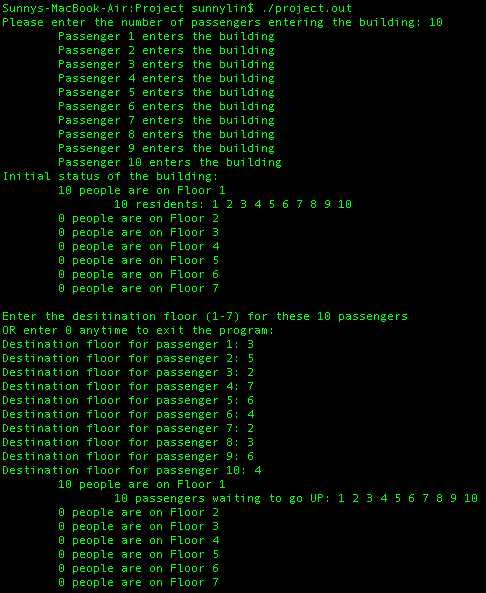 Sunnys-MacBook-Air:Project sunnylin$ ./project.out
Please enter the number of passengers entering the building: 10
Passenger 1 enters the building
Passenger 2 enters the building
Passenger 3 enters the building
Passenger 4 enters the building
Passenger 5 enters the building
Passenger 6 enters the building
Passenger 7 enters the building
Passenger 8 enters the building
Passenger 9 enters the building
Passenger 10 enters the building
Initial status of the building:
10 people are on Floor 1
10 residents: 1 2 3 4 5 6 7 8 9 10
0 people are on Floor 2
0 people are on Floor 3
0 people are on Floor 4
0 people are on Floor 5
0 people are on Floor 6
0 people are on Floor 7
Enter the desitination floor (1-7) for these 10 passengers
OR enter 0 anytime to exit the program:
Destination floor for passenger 1: 3
Destination floor for passenger 2: 5
Destination floor for passenger 3: 2
Destination floor for passenger 4: 7
Destination floor for passenger 5: 6
Destination floor for passenger 6: 4
Destination floor for passenger 7: 2
Destination floor for passenger 8: 3
Destination floor for passenger 9: 6
Destination floor for passenger 10: 4
10 people are on Floor 1
10 passengers waiting to go UP: 1 2 3 4 5 6 7 8 9 10
0 people are on Floor 2
0 people are on Floor 3
0 people are on Floor 4
0 people are on Floor 5
0 people are on Floor 6
0 people are on Floor 7